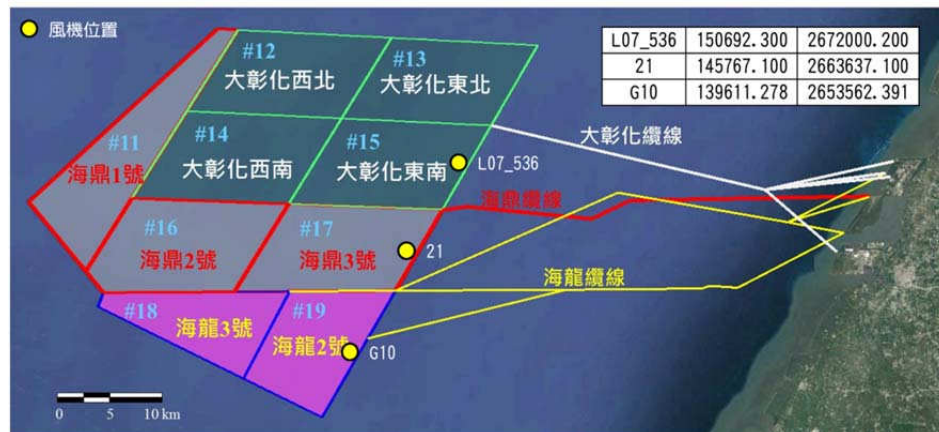 風機位置
L07_536 150692.300 2672000.200
21 145767.100 2663637.100
G10 139611.278 2653562.391
#12
大彰化西北
#13
大彰化東北
#11
海鼎1號
#14
大彰化西南
#15
大彰化東南
L07_536
大彰化纜線
#16
海鼎2號
#17
海鼎3號
21
海鼎纜線
海龍纜線
#18
海龍3號
#19
海龍2號
G10
0 5 10 km